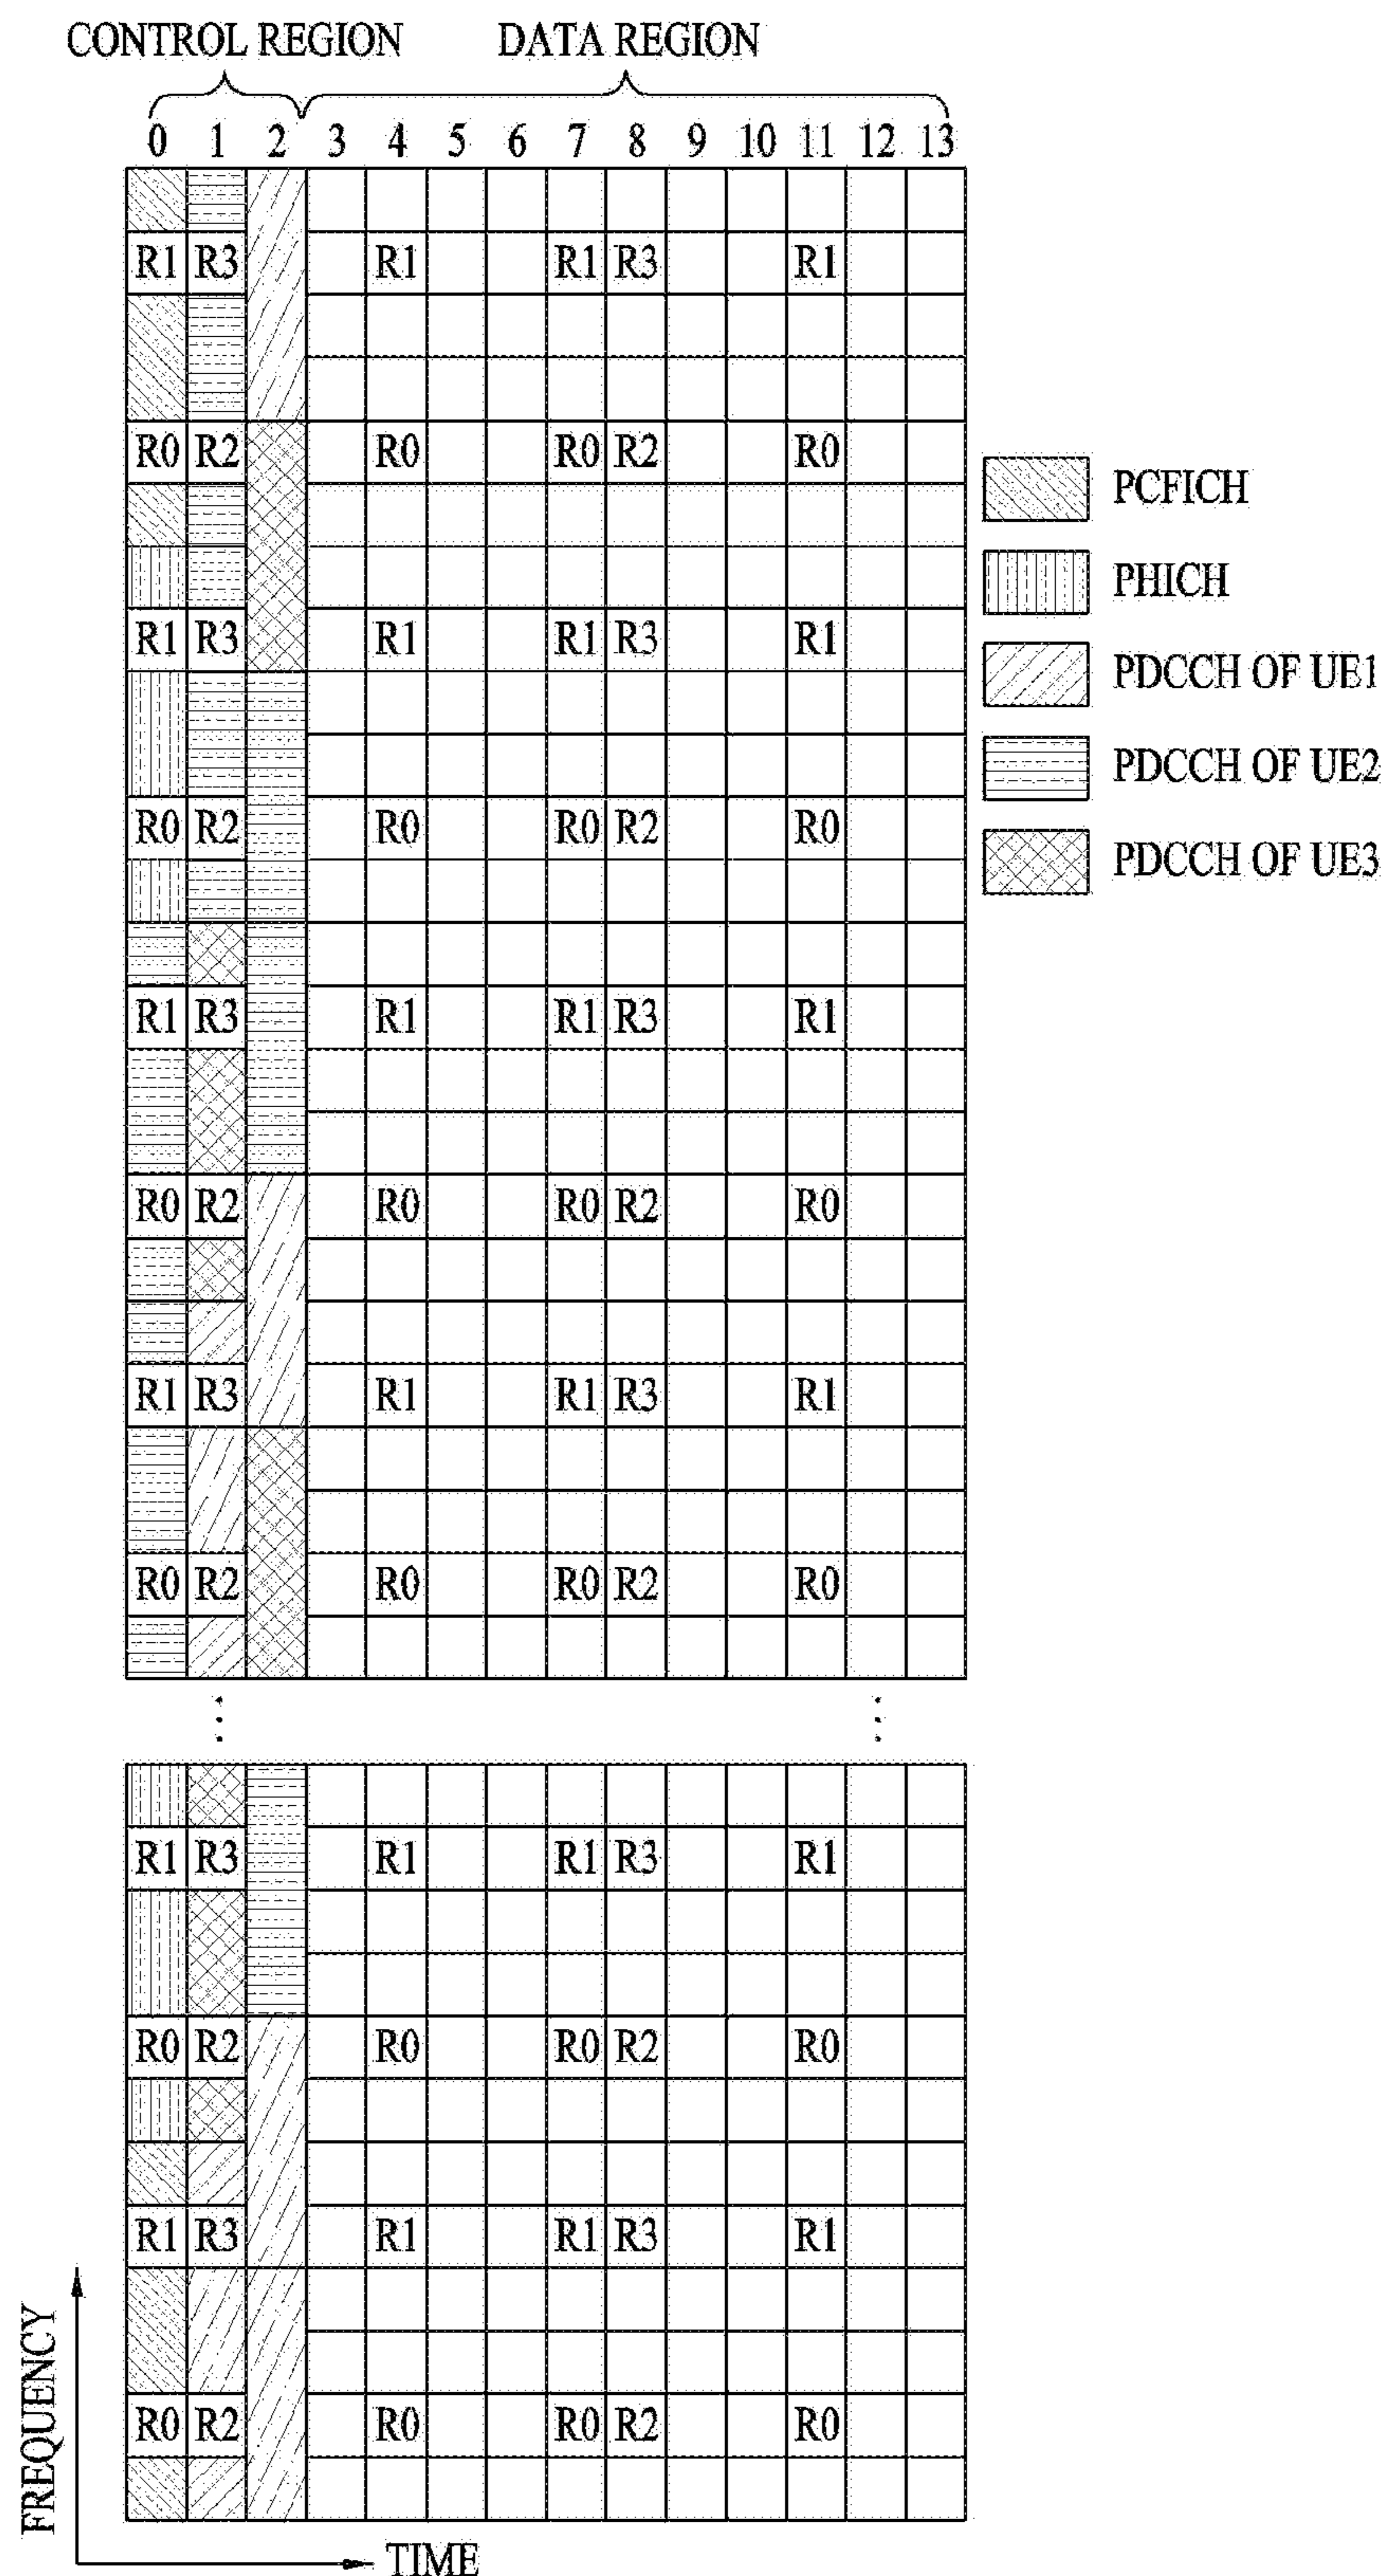 CONTROL REGION DATA REGION
0 1 2 3 4 5 6 7 8 9 10 11 12 13
R1 R3 R1 R1 R3 R1
R0 R2 R0 R0 R2 R0
PCFICH
PHICH
R1 R3 R1 R1 R3 R1
PDCCH OF UE1
PDCCH OF UE2
R0 R2 R0 R0 R2 R0
PDCCH OF UE3
R1 R3 R1 R1 R3 R1
R0 R2 R0 R0 R2 R0
R1 R3 R1 R1 R3 R1
R0 R2 R0 R0 R2 R0
R1 R3 R1 R1 R3 R1
R0 R2 R0 R0 R2 R0
R1 R3 R1 R1 R3 R1
R0 R2 R0 R0 R2 R0
FREQUENCY
TIME